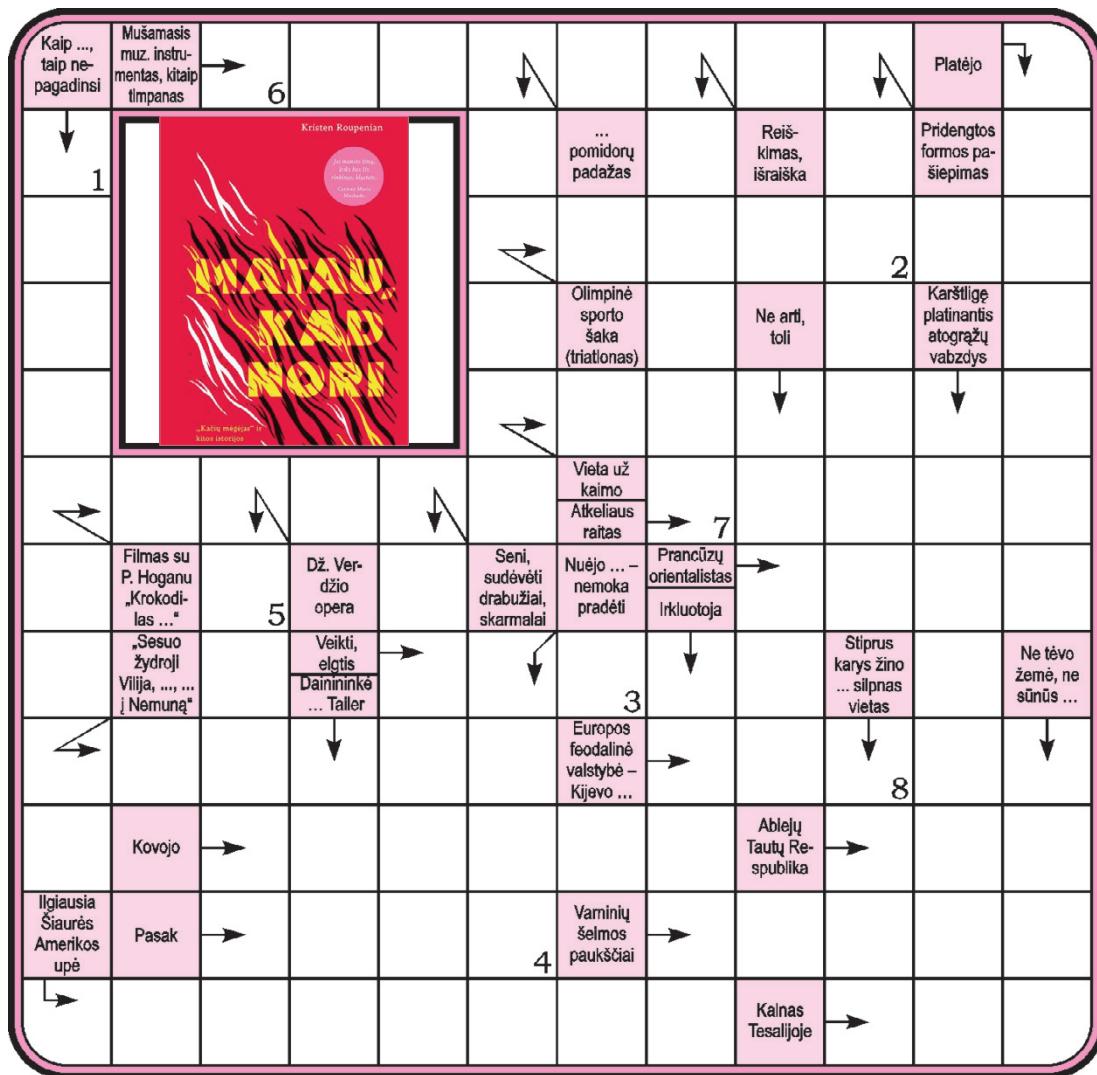 Kaip ...,
taip ne-
pagadinsi
Mušamasis
muz. instru-
mentas, kitaip
timpanas
6
Platėjo
1
Kristen Roupenian
MATAU,
KAD
NORI
„Kačių mėgėjas“ ir
kitos istorijos
...
pomidorų
padažas
Reiš-
kimas,
išraiška
Pridengtos
formos pa-
šiepimas
2
Olimpinė
sporto
šaka
(triatlonas)
Ne arti,
toli
Karštligę
platinantis
atogrąžų
vabzdys
Vieta už
kaimo
Atkeliaus
raitas
7
Filmas su
P. Hoganu
„Krokodi-
las ...“
5
Dž. Ver-
džio
opera
Seni,
sudėvėti
drabužiai,
skarmalai
Nuėjo ... –
nemoka
pradėti
Prancūzų
orientalistas
Irkluotoja
„Sesuo
žydroji
Vilija, ..., ...
į Nemuną“
Veikti,
elgtis
Dainininkė
... Taller
3
Stiprus
karys žino
... silpnas
vietas
Ne tėvo
žemė, ne
sūnūs ...
Europos
feodalinė
valstybė –
Kijevo ...
8
Kovojo
Abiejų
Tautų Re-
spublika
Ilgiausia
Šiaurės
Amerikos
upė
Pasak
4
Varninių
šeimos
paukščiai
Kalnas
Tesalijoje